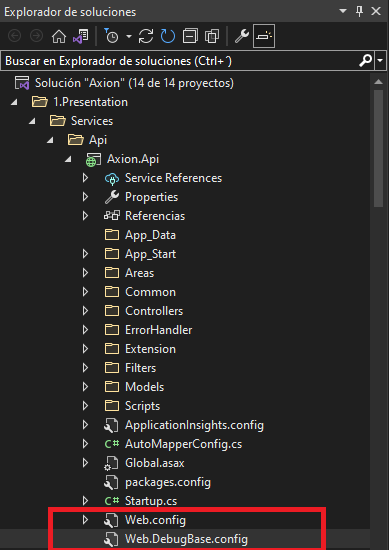 Explorador de soluciones
Buscar en Explorador de soluciones (Ctrl+´)
Solución "Axion" (14 de 14 proyectos)
1.Presentation
Services
Api
Axion.Api
Service References
Properties
Referencias
App_Data
App_Start
Areas
Common
Controllers
ErrorHandler
Extension
Filters
Models
Scripts
ApplicationInsights.config
C# AutoMapperConfig.cs
Global.asax
packages.config
C# Startup.cs
Web.config
Web.DebugBase.config